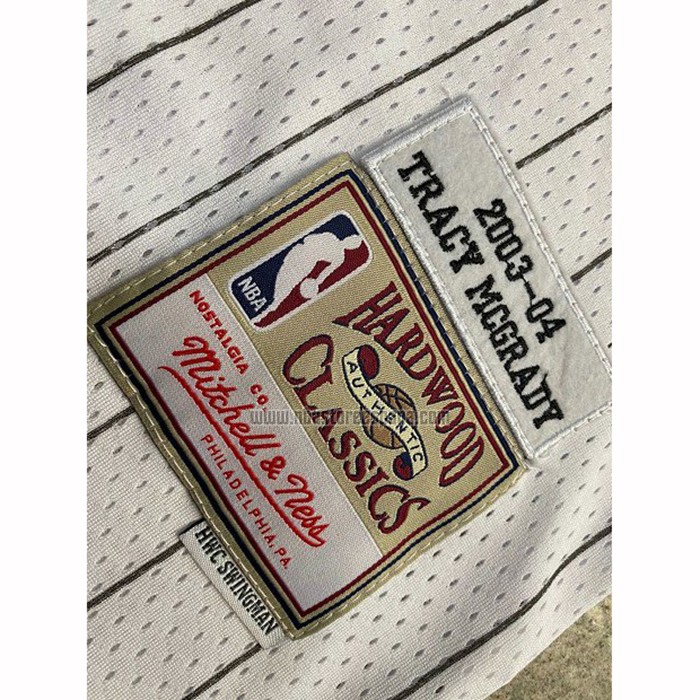 2003-04
TRACY MCGRADY
NBA
HARDWOOD
AUTHENTIC
CLASSICS
NOSTALGIA CO.
Mitchell & Ness
PHILADELPHIA, PA.
HWC SWINGMAN